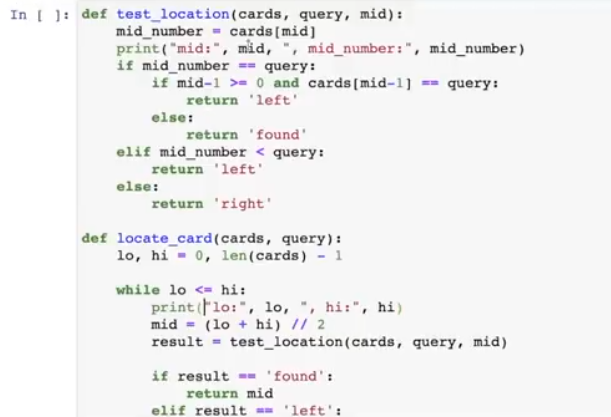 In [ ]: def test_location(cards, query, mid):
    mid_number = cards[mid]
    print("mid:", mid, ", mid_number:", mid_number)
    if mid_number == query:
        if mid-1 >= 0 and cards[mid-1] == query:
            return 'left'
        else:
            return 'found'
    elif mid_number < query:
        return 'left'
    else:
        return 'right'

def locate_card(cards, query):
    lo, hi = 0, len(cards) - 1

    while lo <= hi:
        print("lo:", lo, ", hi:", hi)
        mid = (lo + hi) // 2
        result = test_location(cards, query, mid)

        if result == 'found':
            return mid
        elif result == 'left':